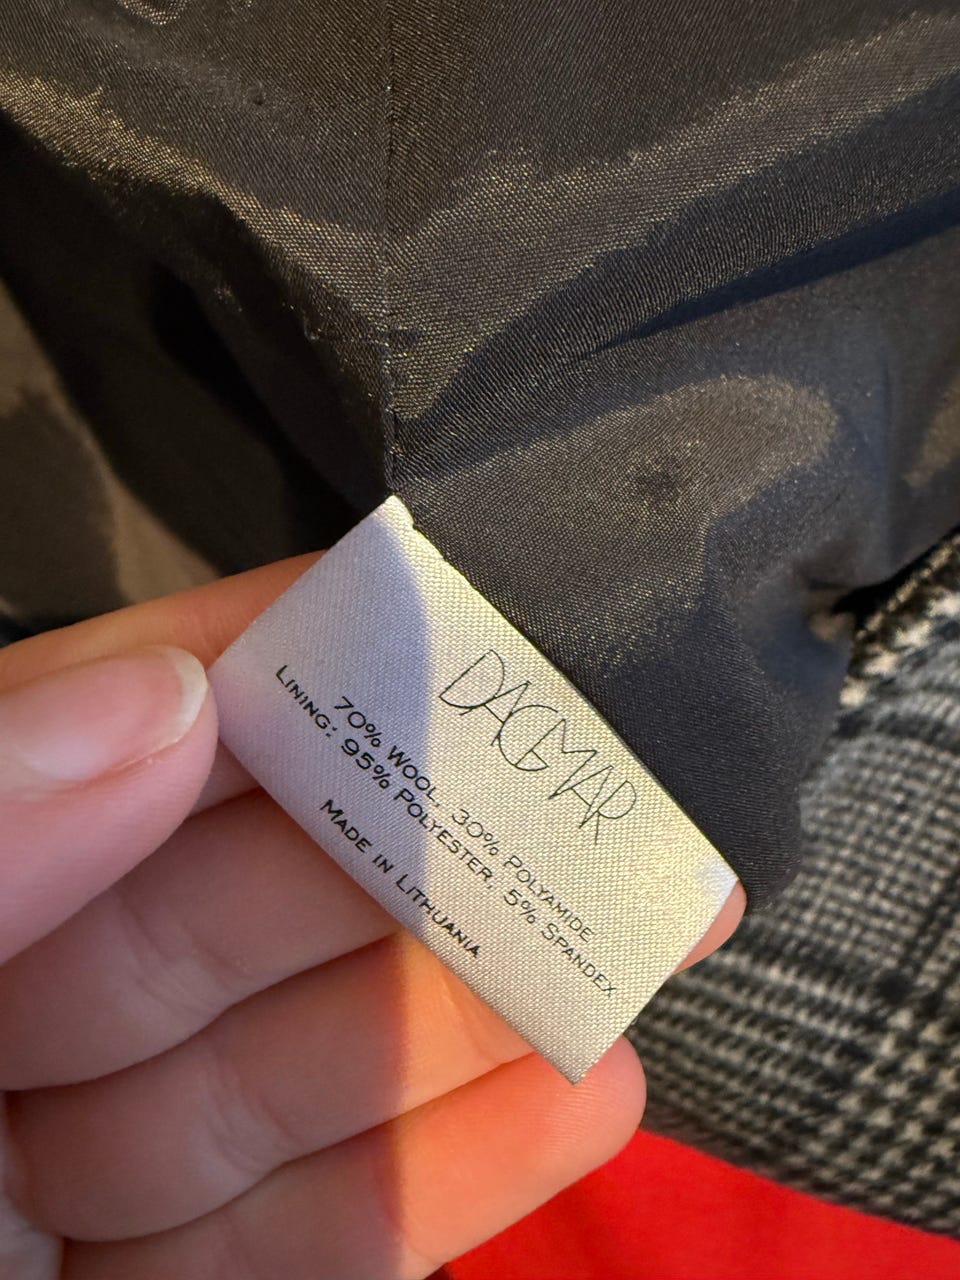 DAGMAR
70% WOOL, 30% POLYAMIDE
LINING: 95% POLYESTER, 5% SPANDEX
MADE IN LITHUANIA